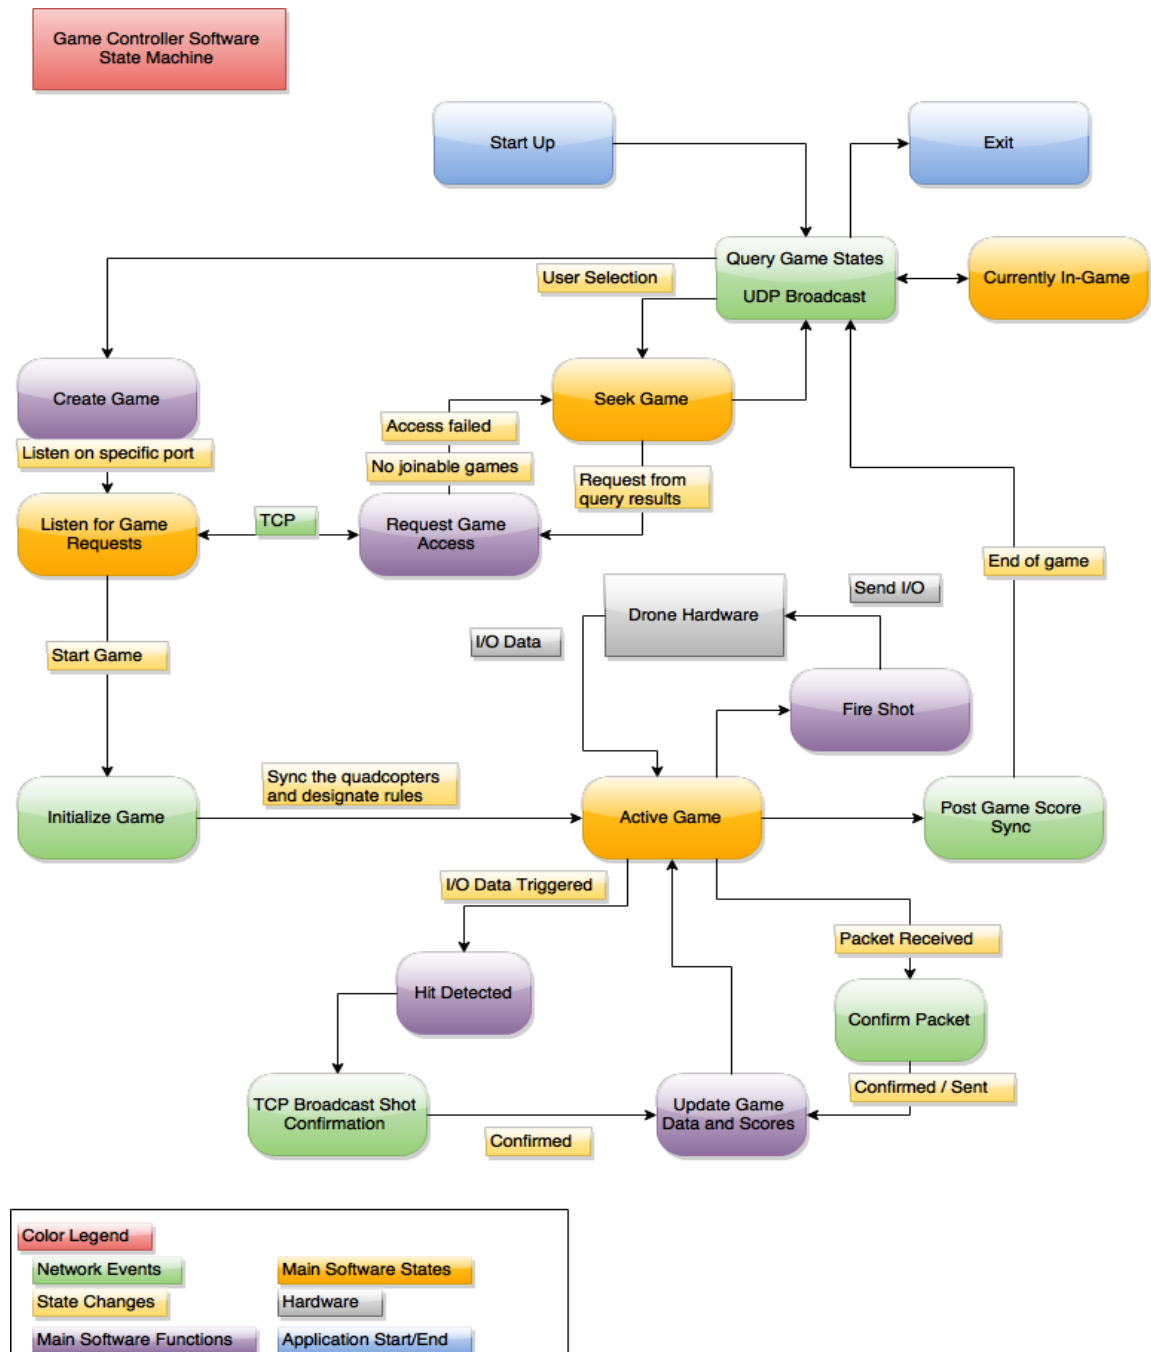 Game Controller Software
State Machine
Start Up
Exit
Query Game States
UDP Broadcast
Currently In-Game
User Selection
Create Game
Seek Game
Access failed
Listen on specific port
No joinable games
Request from
query results
Listen for Game
Requests
TCP
Request Game
Access
End of game
Send I/O
Drone Hardware
I/O Data
Start Game
Fire Shot
Sync the quadcopters
and designate rules
Initialize Game
Active Game
Post Game Score
Sync
I/O Data Triggered
Packet Received
Hit Detected
Confirm Packet
Confirmed / Sent
TCP Broadcast Shot
Confirmation
Update Game
Data and Scores
Confirmed
Color Legend
Network Events
Main Software States
State Changes
Hardware
Main Software Functions
Application Start/End